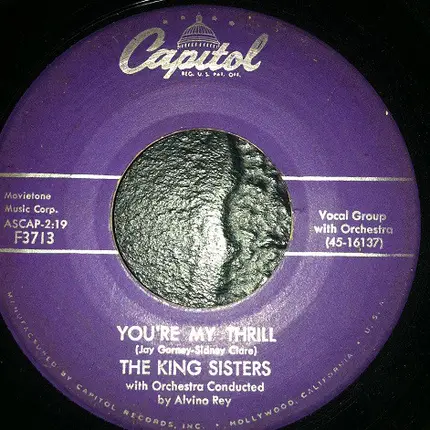 Capitol
REG. U.S. PAT. OFF.
Movietone
Music Corp.
ASCAP-2:19
F3713
Vocal Group
with Orchestra
(45-16137)
YOU'RE MY THRILL
(Jay Gorney-Sidney Clare)
THE KING SISTERS
with Orchestra Conducted
by Alvino Rey
MANUFACTURED BY CAPITOL RECORDS, INC. • HOLLYWOOD, CALIFORNIA • U.S.A.